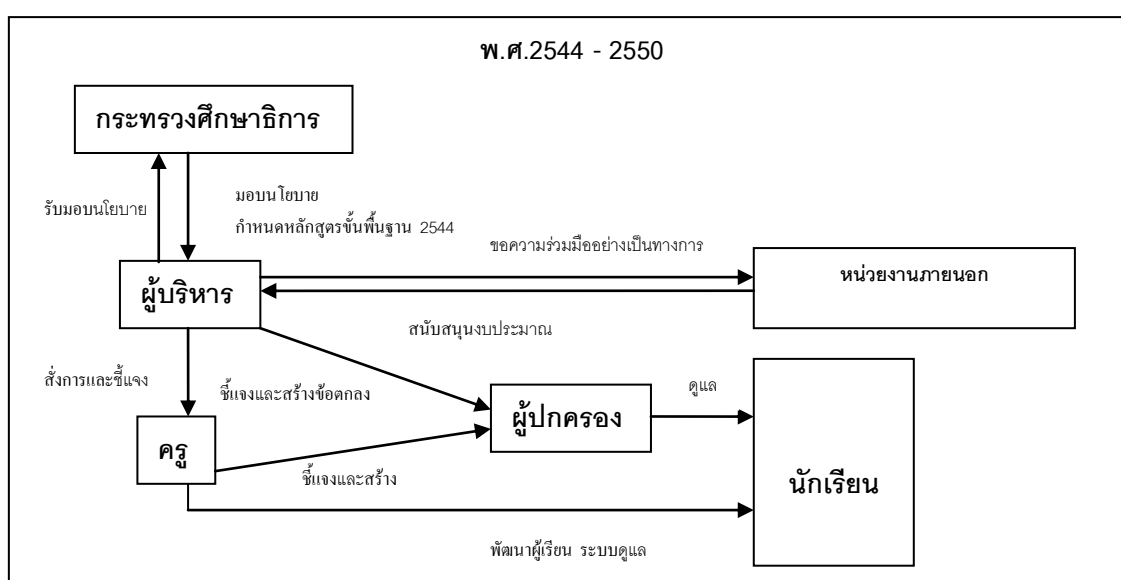 พ.ศ.2544 - 2550
กระทรวงศึกษาธิการ
รับมอบนโยบาย
มอบนโยบาย
กำหนดหลักสูตรขั้นพื้นฐาน 2544
ขอความร่วมมืออย่างเป็นทางการ
ผู้บริหาร
หน่วยงานภายนอก
สนับสนุนงบประมาณ
สั่งการและชี้แจง
ชี้แจงและสร้างข้อตกลง
ดูแล
ผู้ปกครอง
ครู
ชี้แจงและสร้าง
นักเรียน
พัฒนาผู้เรียน ระบบดูแล